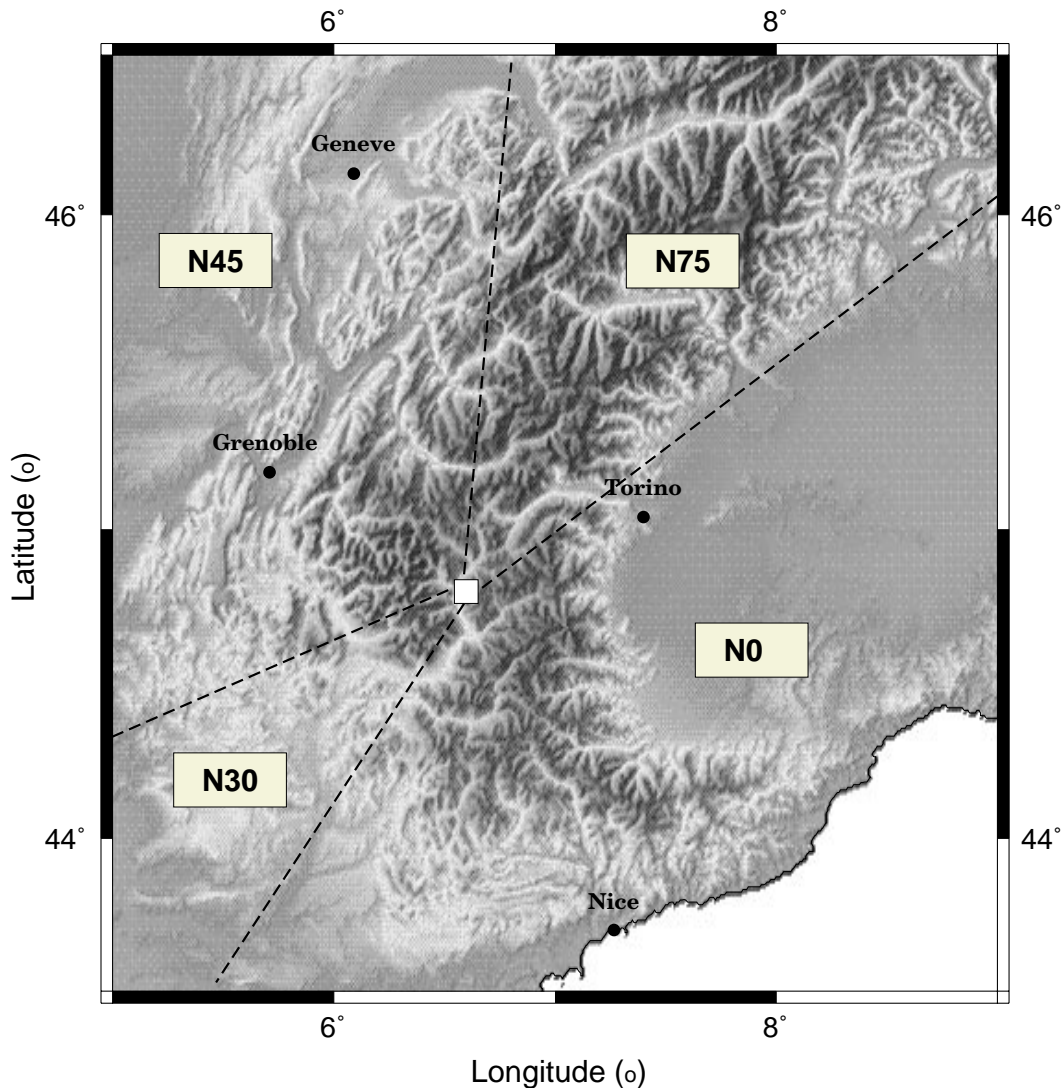 6° 8°
Geneve
46° 46°
N45 N75
Grenoble
Torino
Latitude (o)
N0
N30
44° 44°
Nice
6° 8°
Longitude (o)